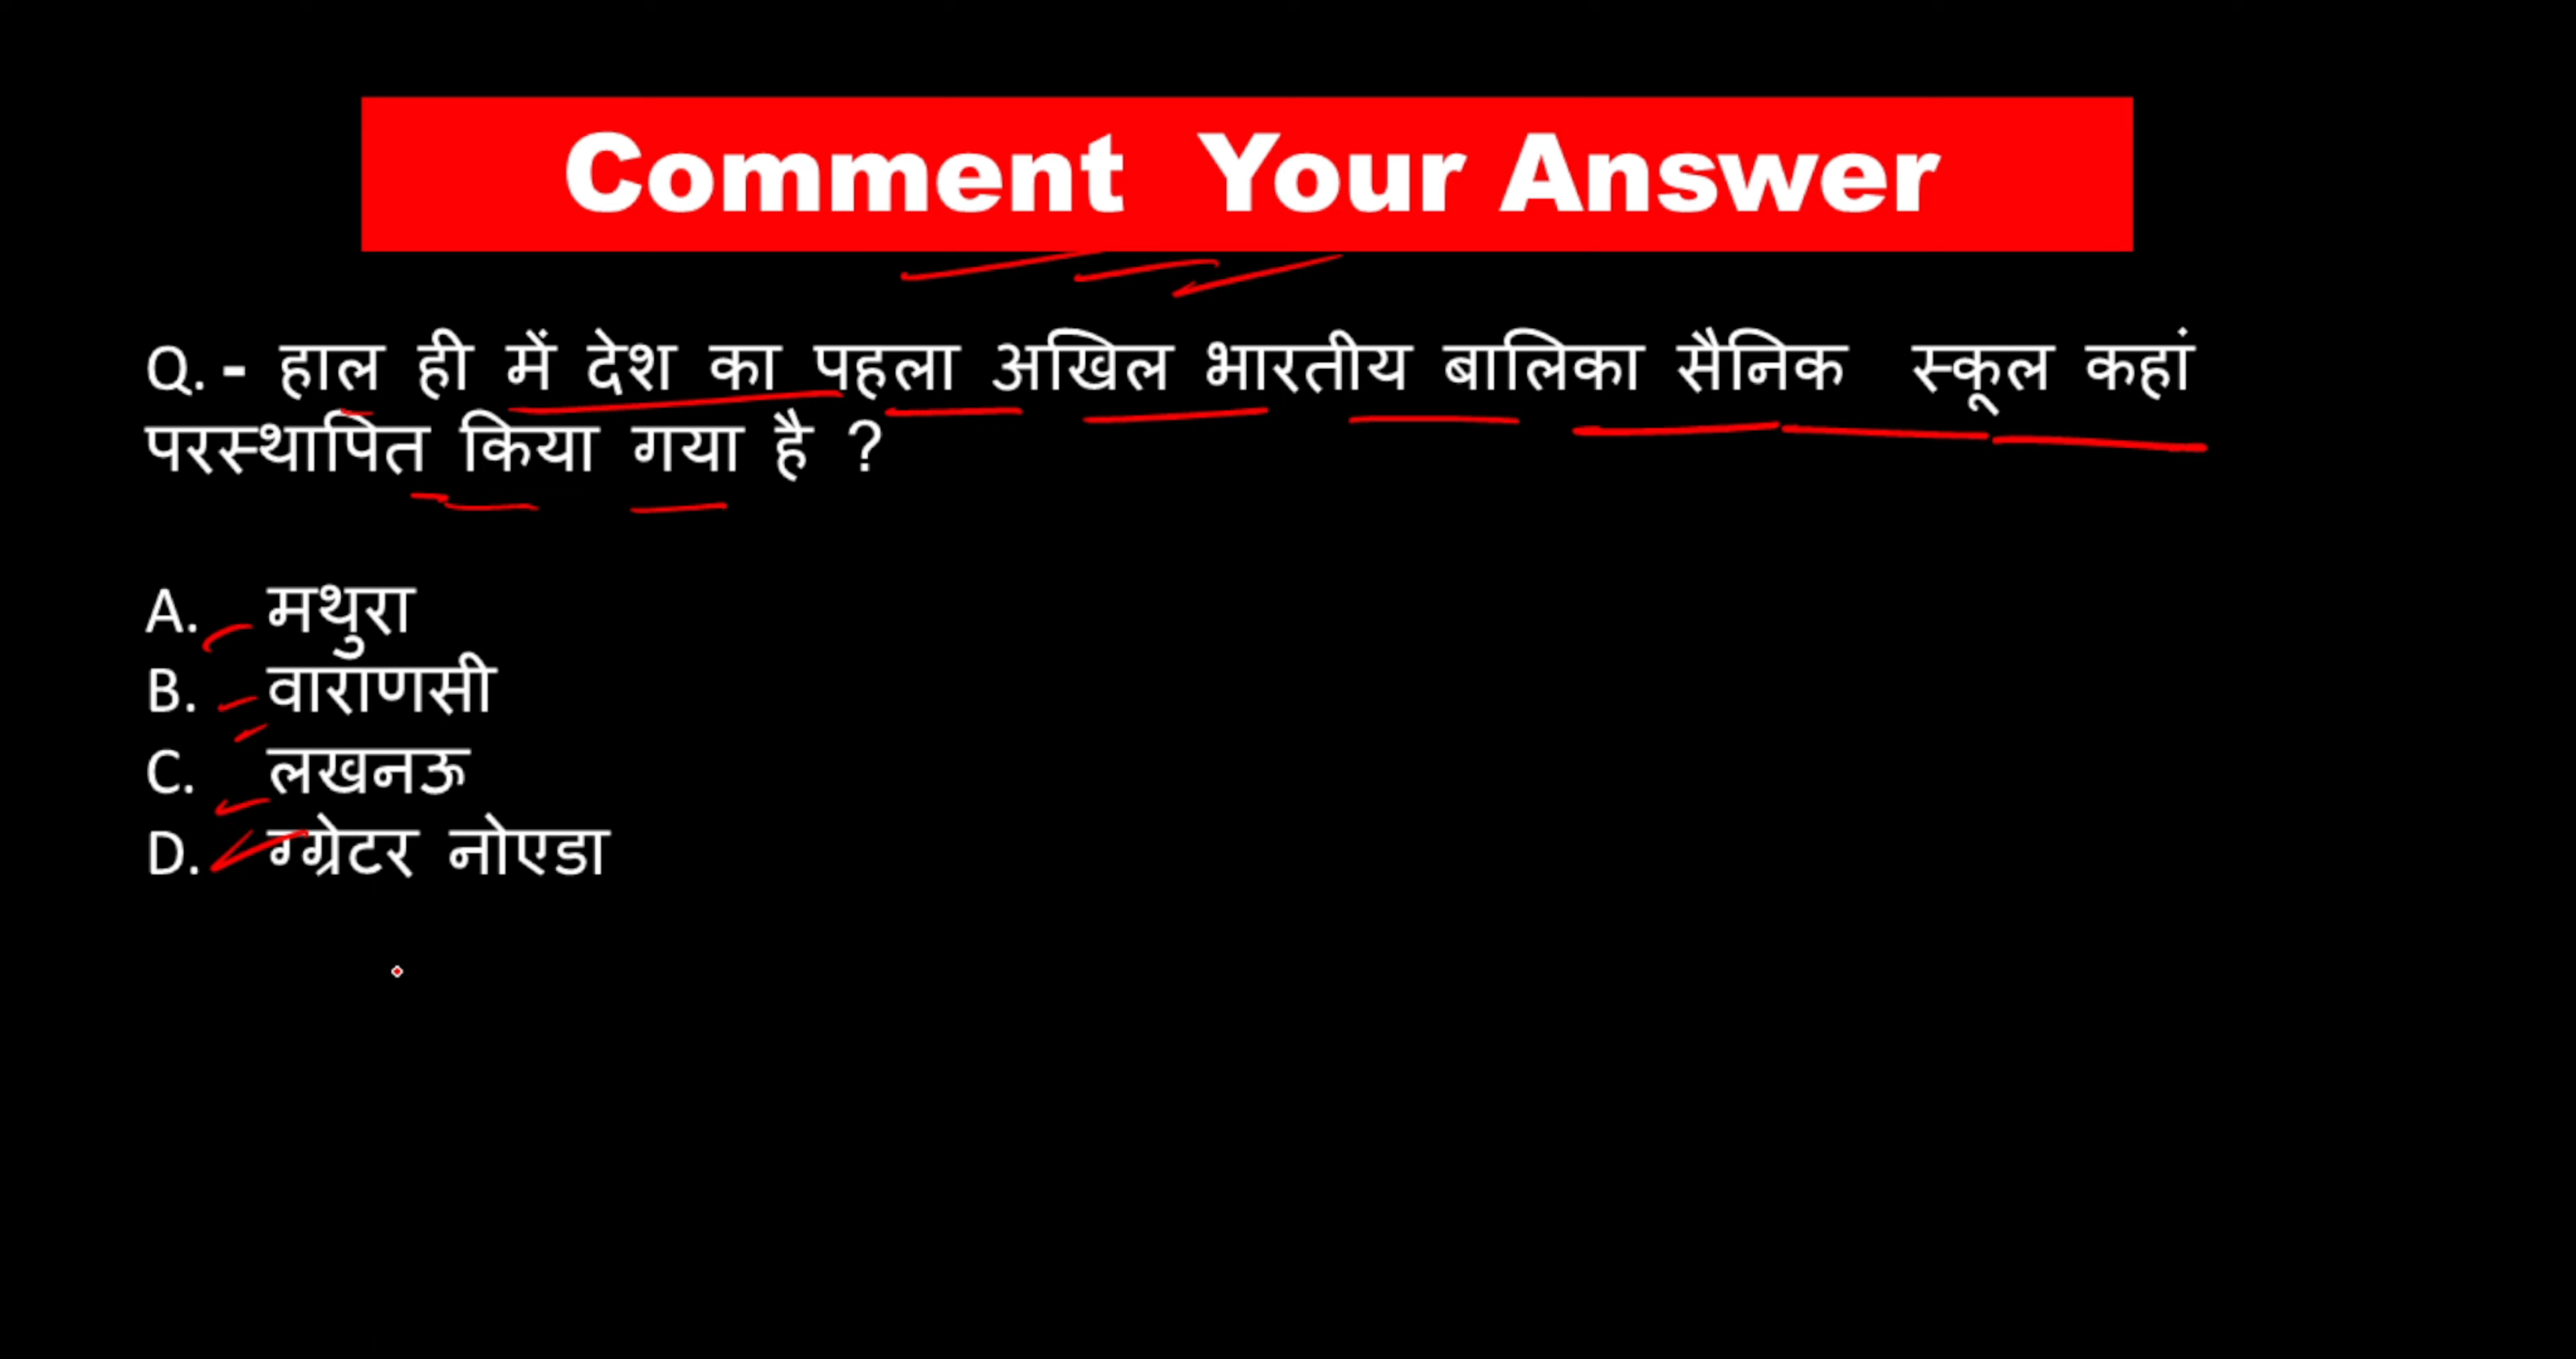 Comment Your Answer
Q. - हाल ही में देश का पहला अखिल भारतीय बालिका सैनिक स्कूल कहां
परस्थापित किया गया है ?
A. मथुरा
B. वाराणसी
C. लखनऊ
D. ग्ग्रेटर नोएडा